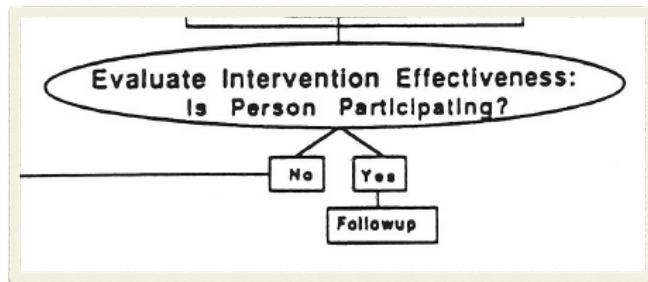 Evaluate Intervention Effectiveness:
Is Person Participating?
No
Yes
Followup